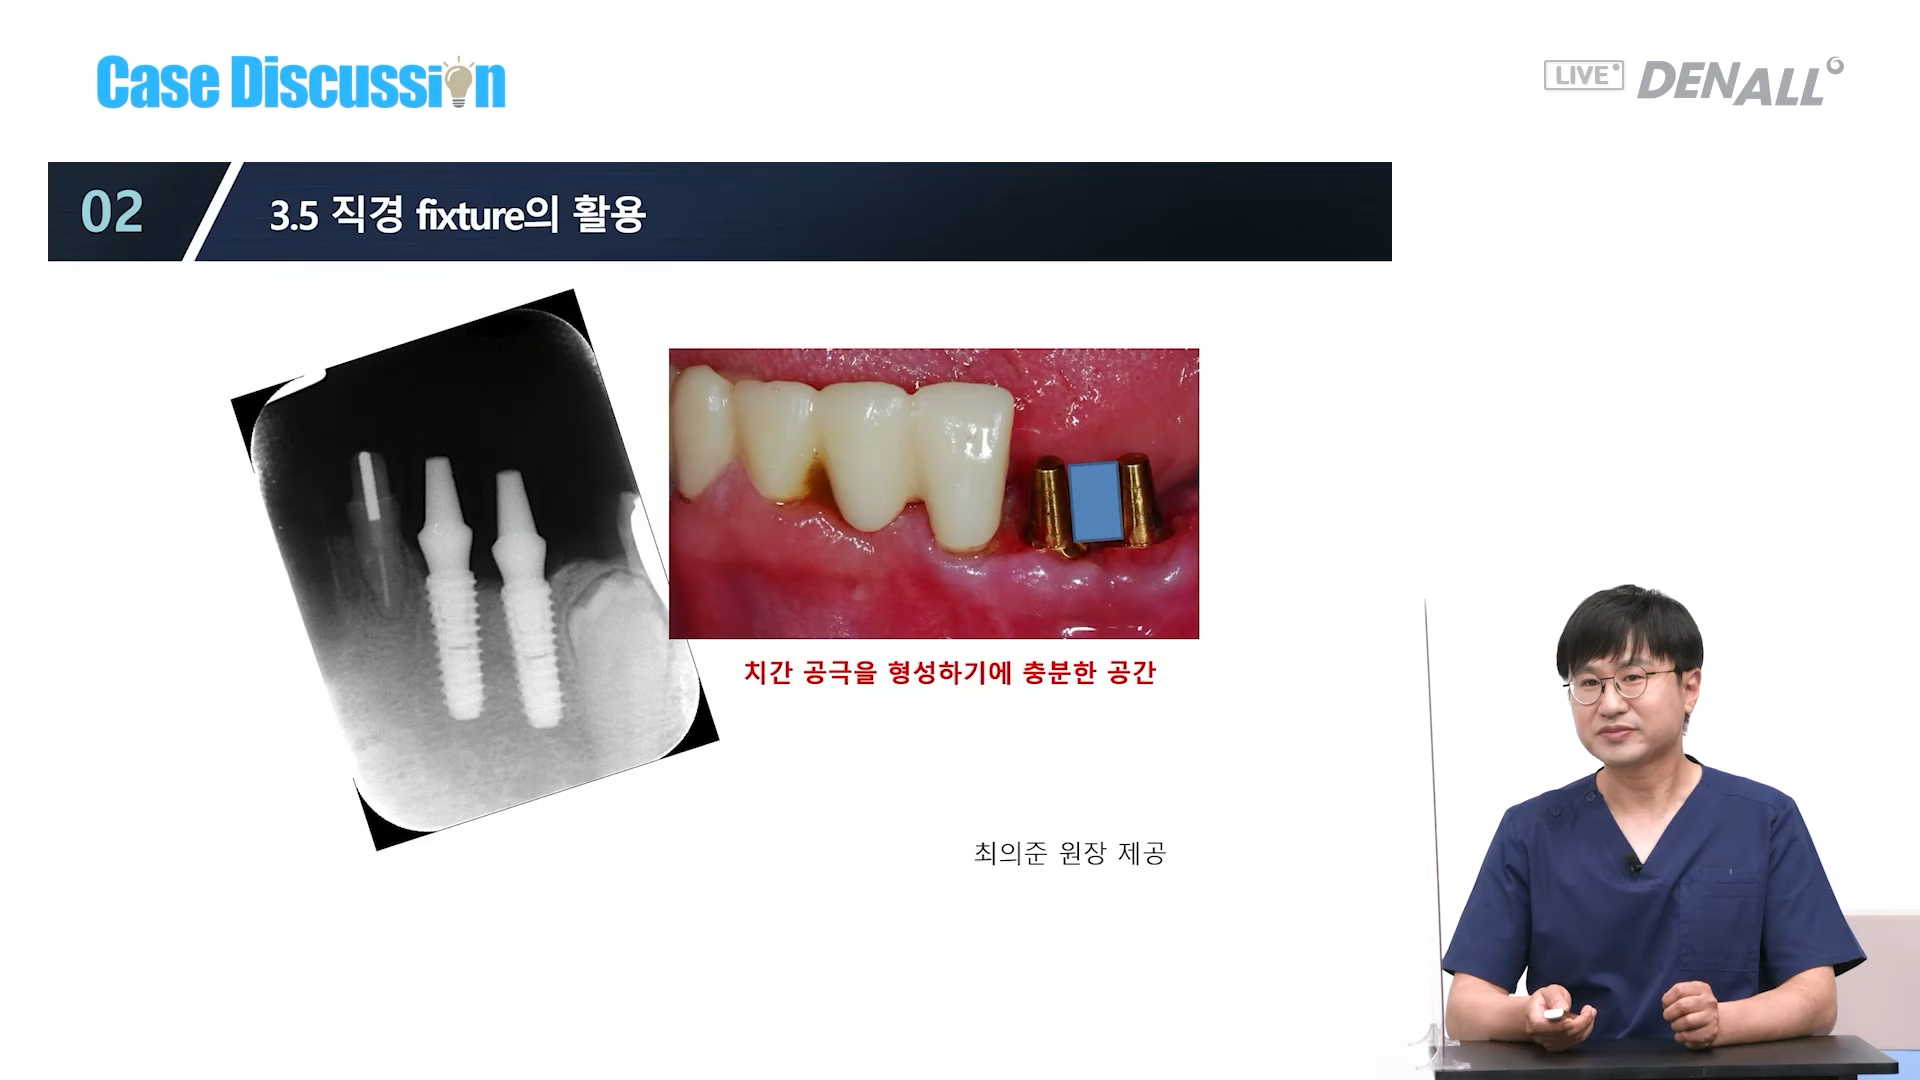 Case Discussion
LIVE DENALL
02
3.5 직경 fixture의 활용
치간 공극을 형성하기에 충분한 공간
최의준 원장 제공